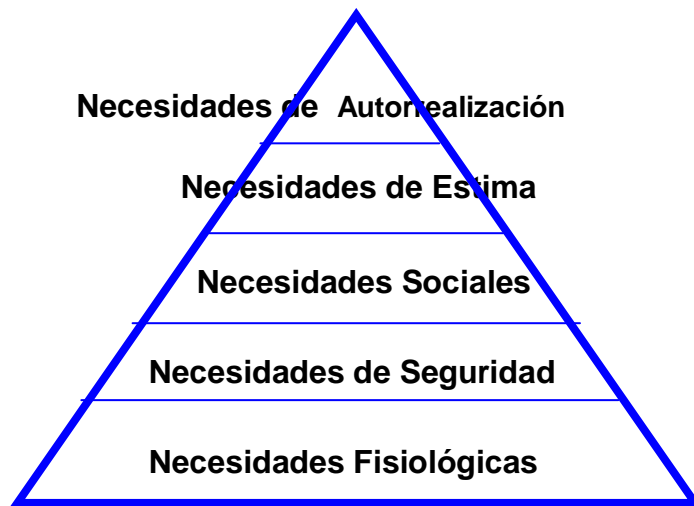 Necesidades de Autorrealización
Necesidades de Estima
Necesidades Sociales
Necesidades de Seguridad
Necesidades Fisiológicas